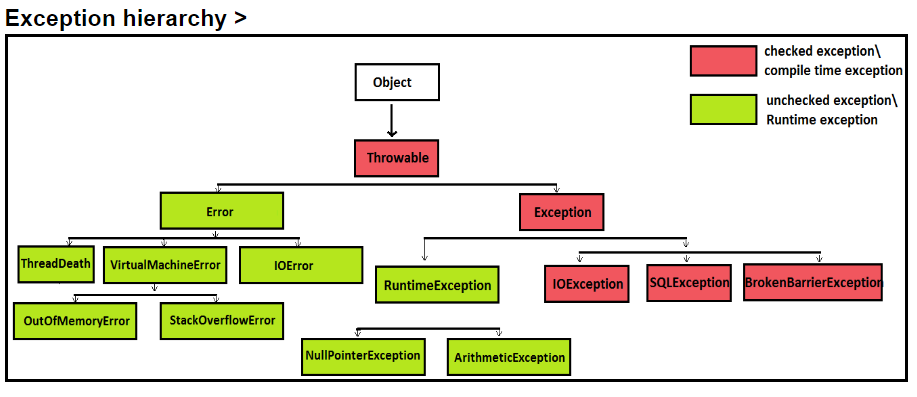 Exception hierarchy >
checked exception\
compile time exception
Object
unchecked exception\
Runtime exception
Throwable
Error
Exception
ThreadDeath
VirtualMachineError
IOError
RuntimeException
IOException
SQLException
BrokenBarrierException
OutOfMemoryError
StackOverflowError
NullPointerException
ArithmeticException